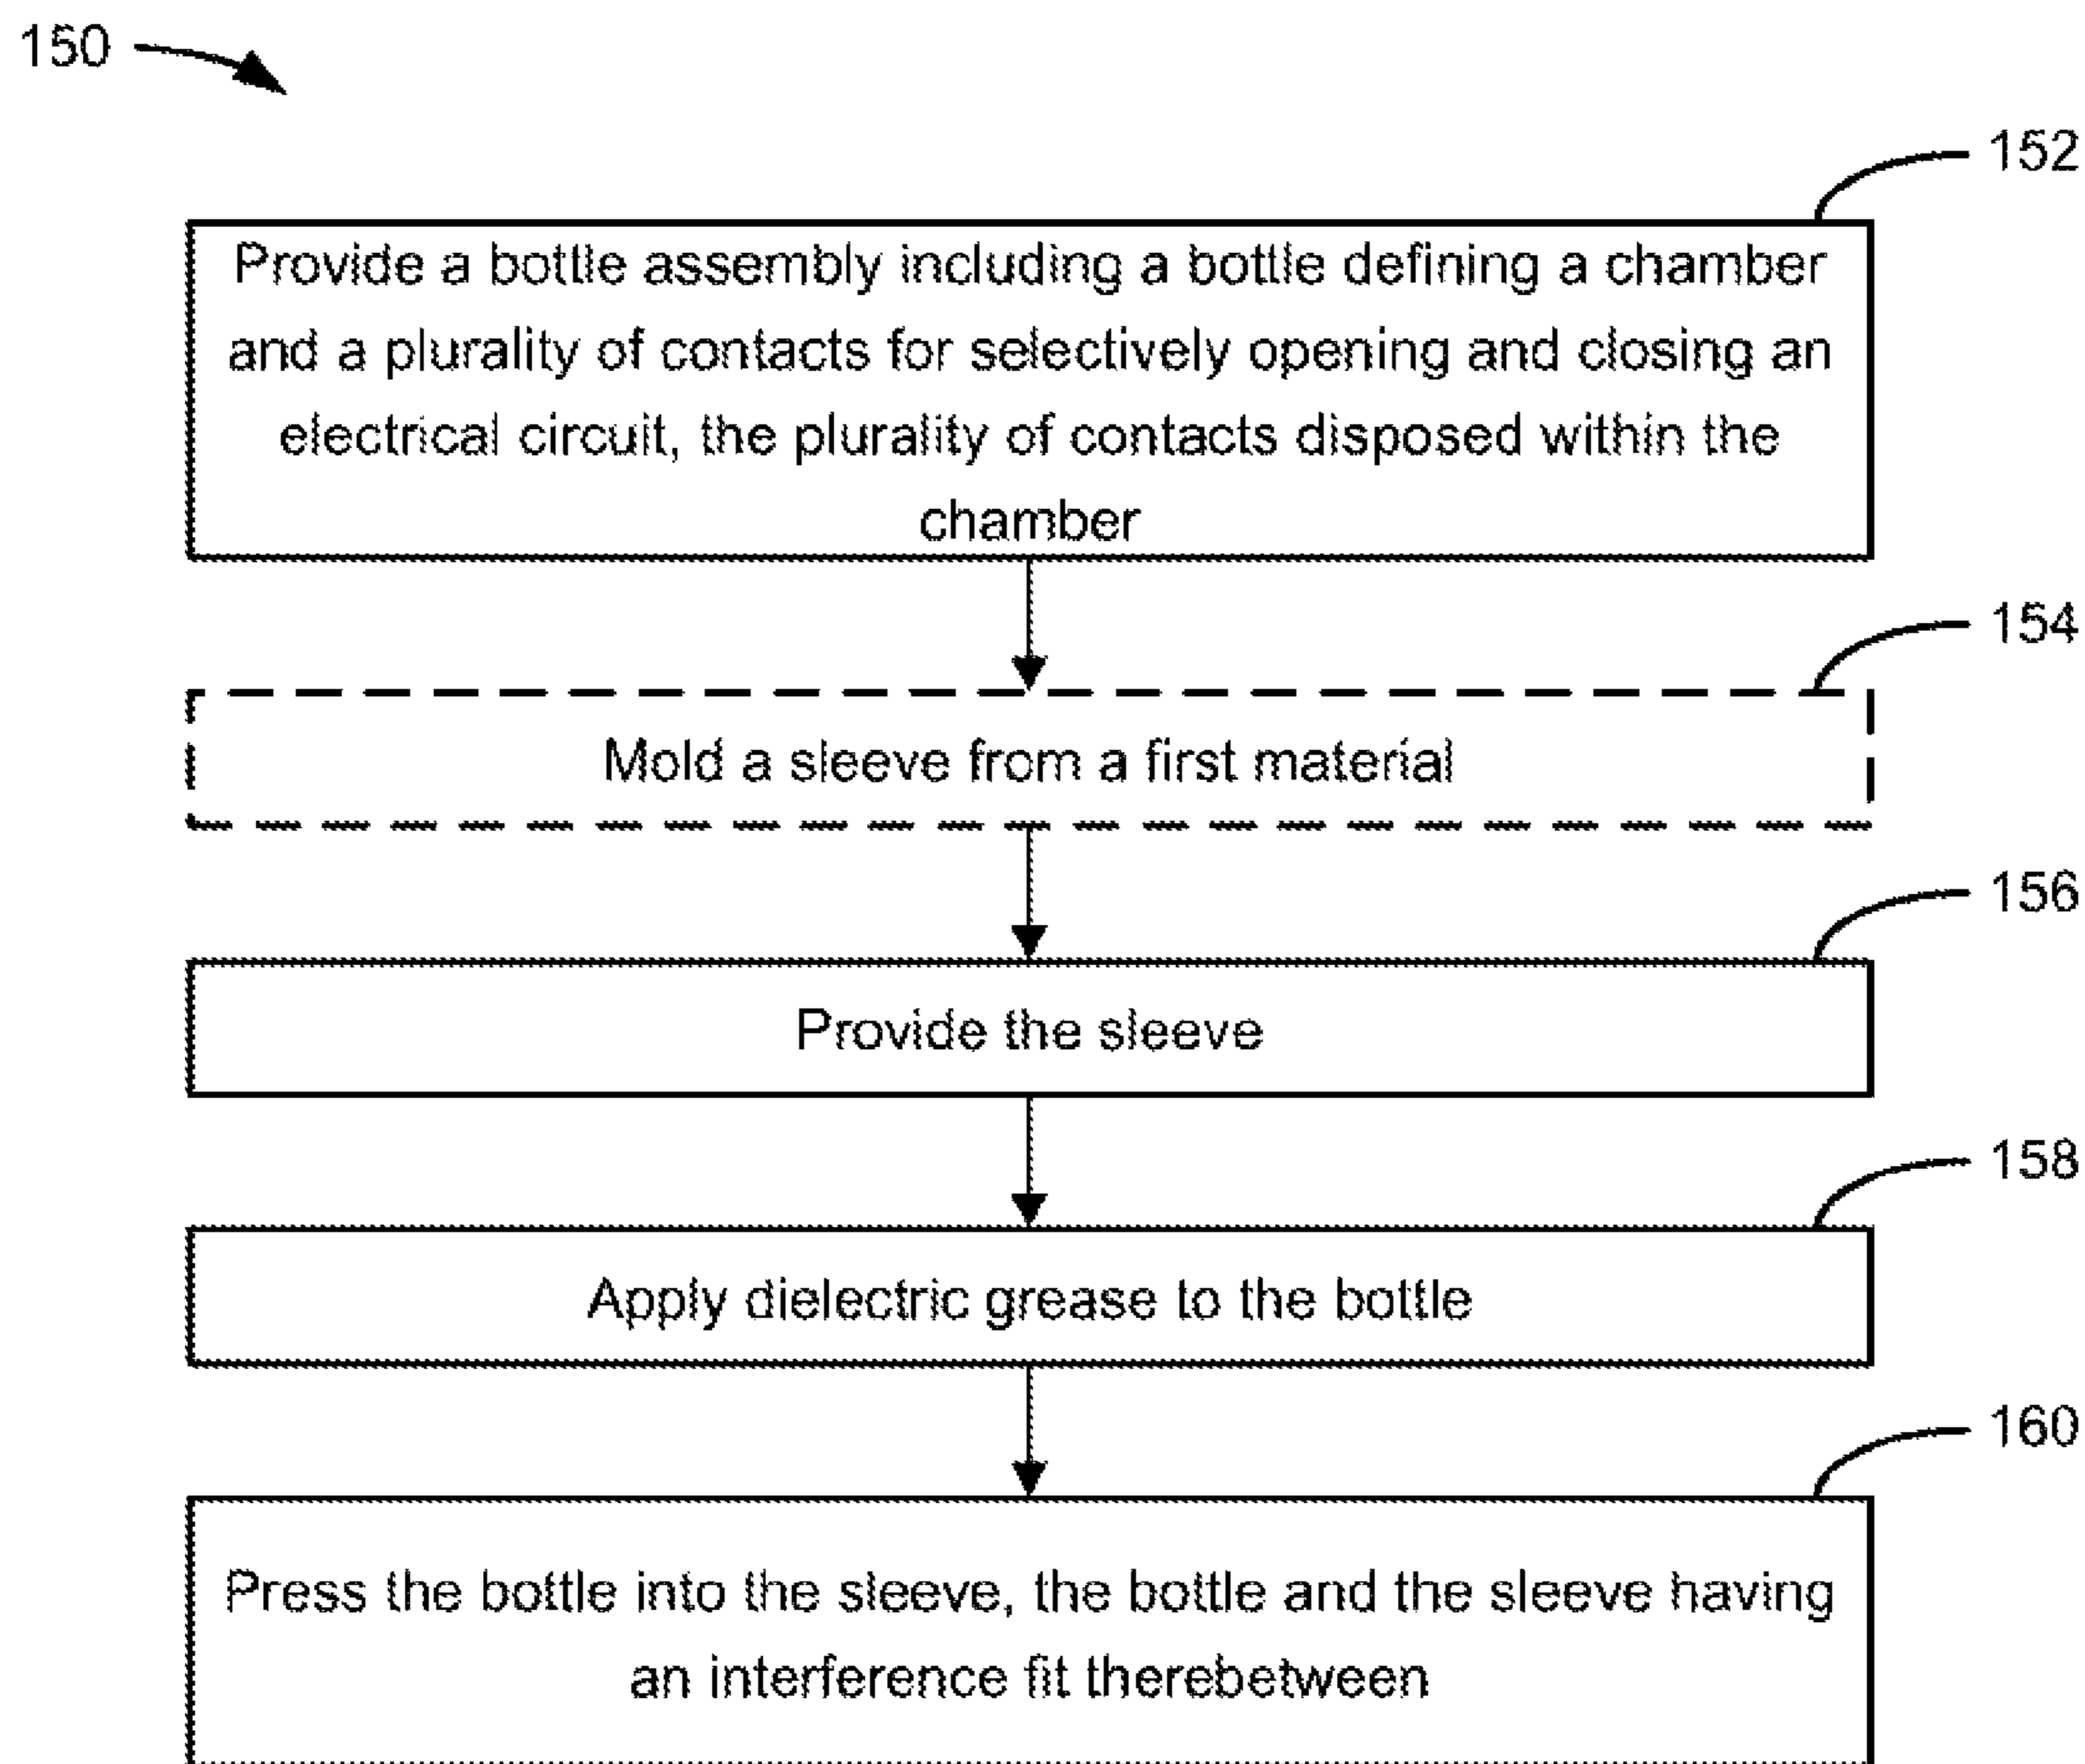 150
152
Provide a bottle assembly including a bottle defining a chamber
and a plurality of contacts for selectively opening and closing an
electrical circuit, the plurality of contacts disposed within the
chamber
154
Mold a sleeve from a first material
156
Provide the sleeve
158
Apply dielectric grease to the bottle
160
Press the bottle into the sleeve, the bottle and the sleeve having
an interference fit therebetween